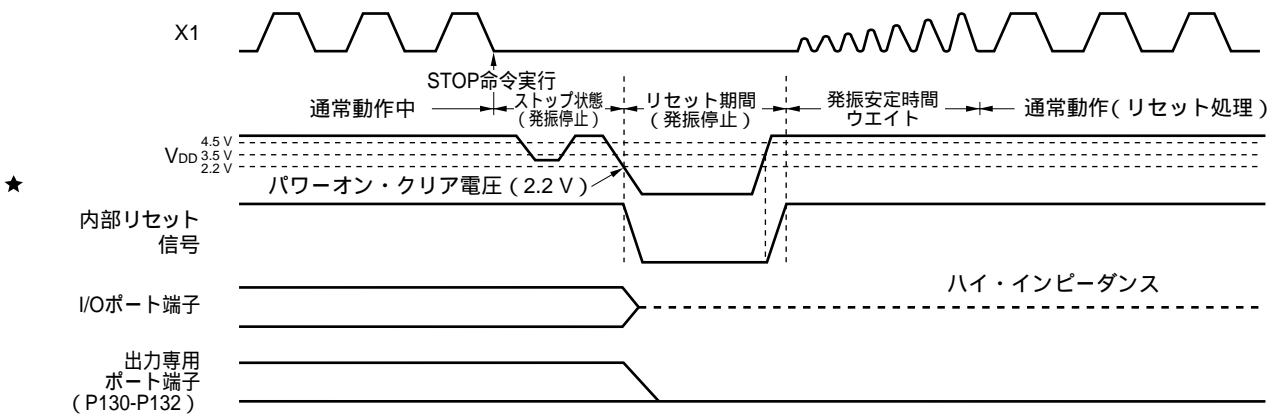 X1
STOP命令実行
通常動作中
ストップ状態
(発振停止)
リセット期間
(発振停止)
発振安定時間
ウエイト
通常動作(リセット処理)
VDD
4.5 V
3.5 V
2.2 V
パワーオン・クリア電圧(2.2 V)
★
内部リセット
信号
I/Oポート端子
ハイ・インピーダンス
出力専用
ポート端子
(P130-P132)